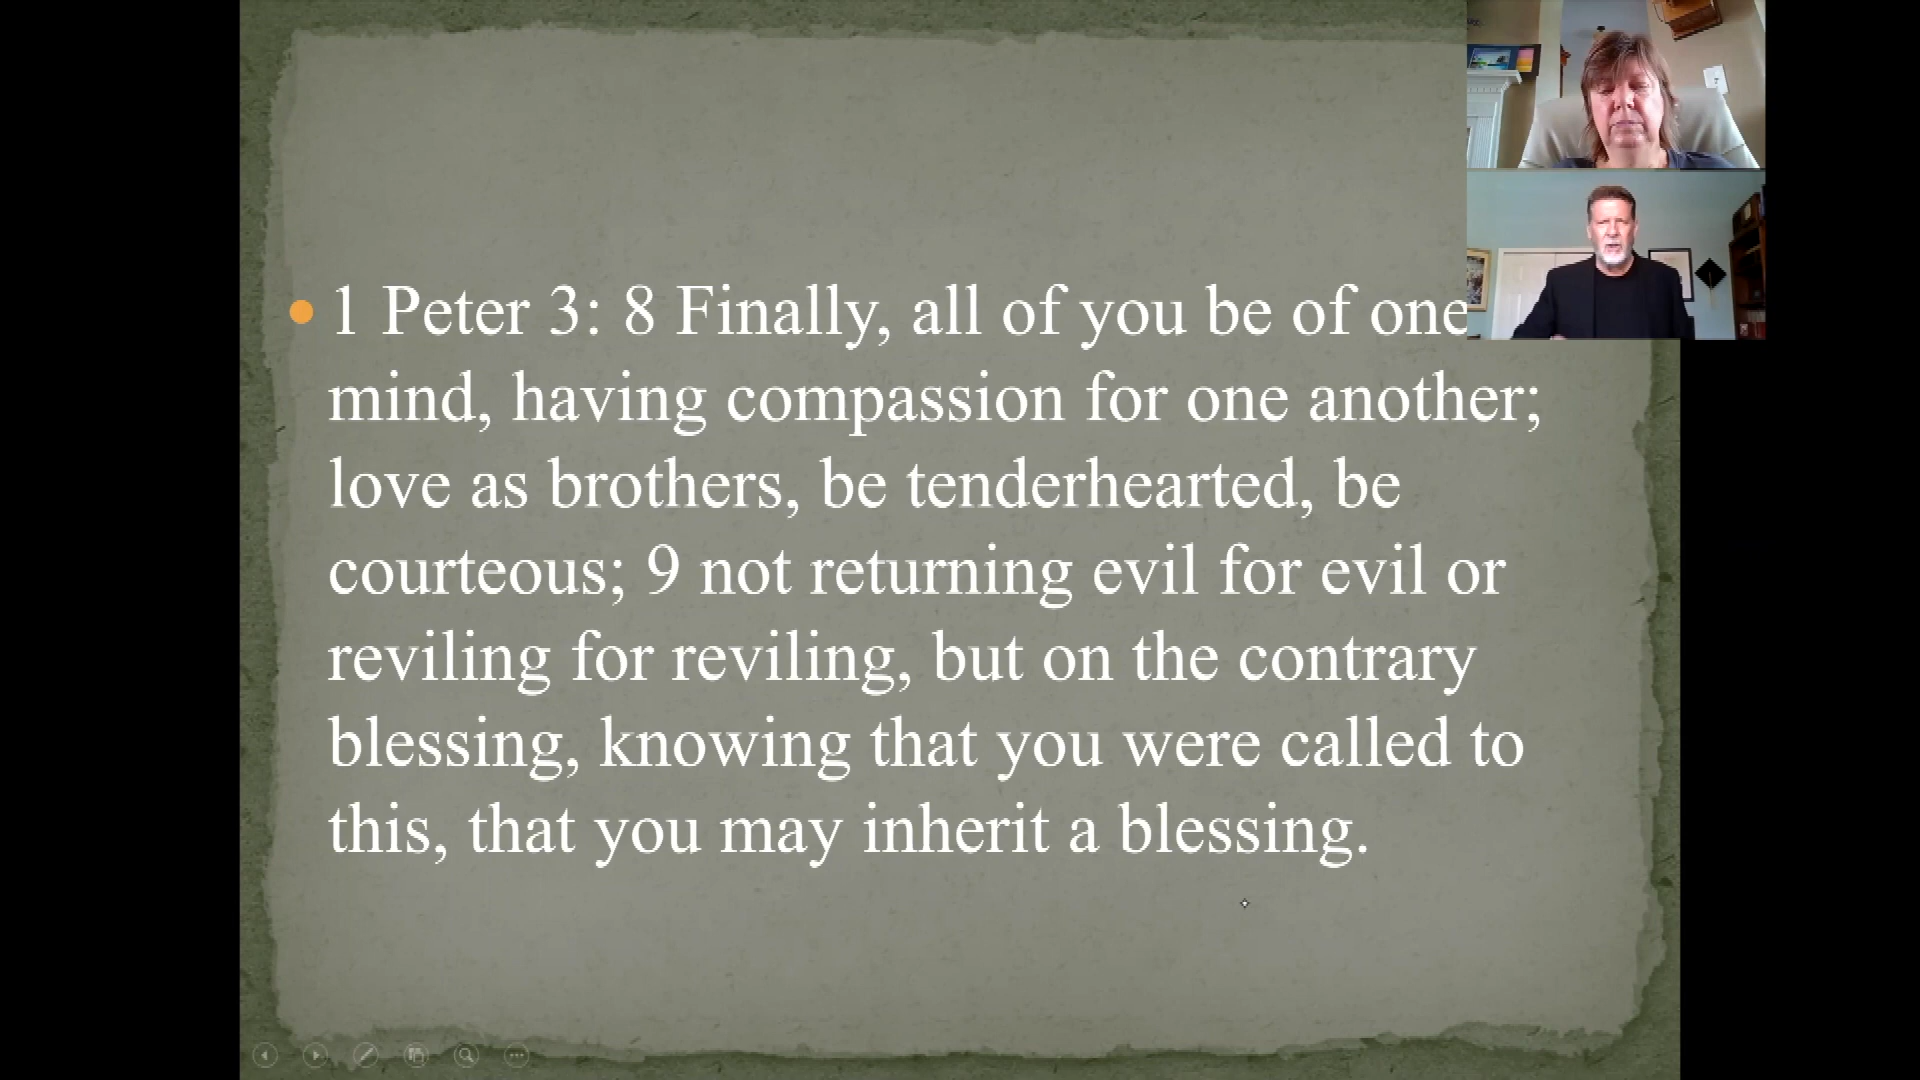 1 Peter 3: 8 Finally, all of you be of one
mind, having compassion for one another;
love as brothers, be tenderhearted, be
courteous; 9 not returning evil for evil or
reviling for reviling, but on the contrary
blessing, knowing that you were called to
this, that you may inherit a blessing.